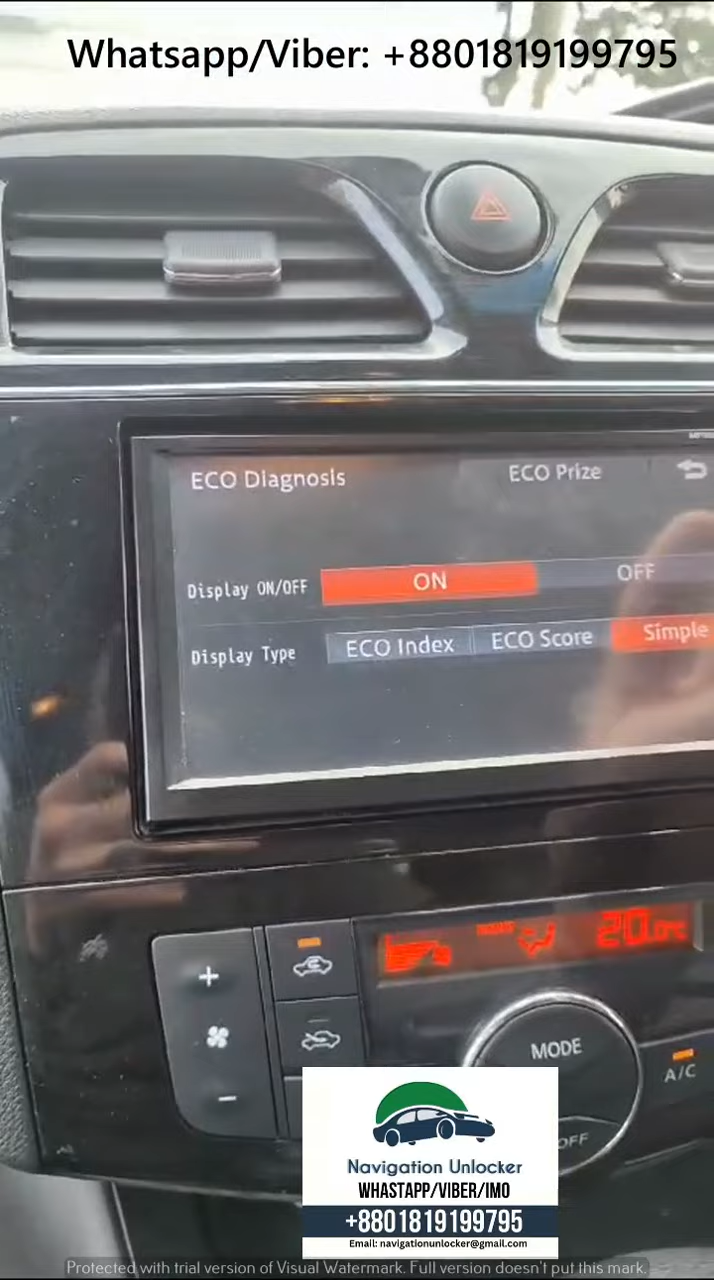 Whatsapp/Viber: +8801819199795
ECO Diagnosis
ECO Prize
Display ON/OFF
ON
OFF
Display Type
ECO Index
ECO Score
Simple
20.0°C
+
−
MODE
A/C
OFF
Navigation Unlocker
WHASTAPP/VIBER/IMO
+8801819199795
Email: navigationunlocker@gmail.com
Protected with trial version of Visual Watermark. Full version doesn't put this mark.